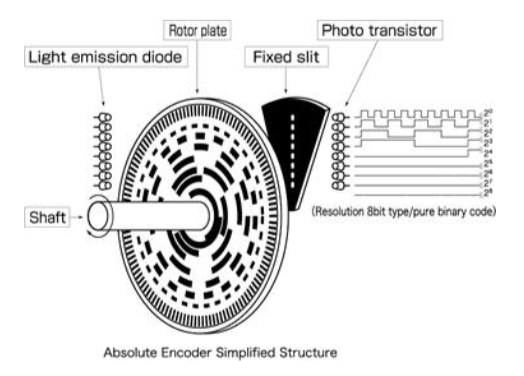 Rotor plate
Photo transistor
Light emission diode
Fixed slit
2⁰
2¹
2²
2³
2⁴
2⁵
2⁶
2⁷
2⁸
Shaft
(Resolution 8bit type/pure binary code)
Absolute Encoder Simplified Structure